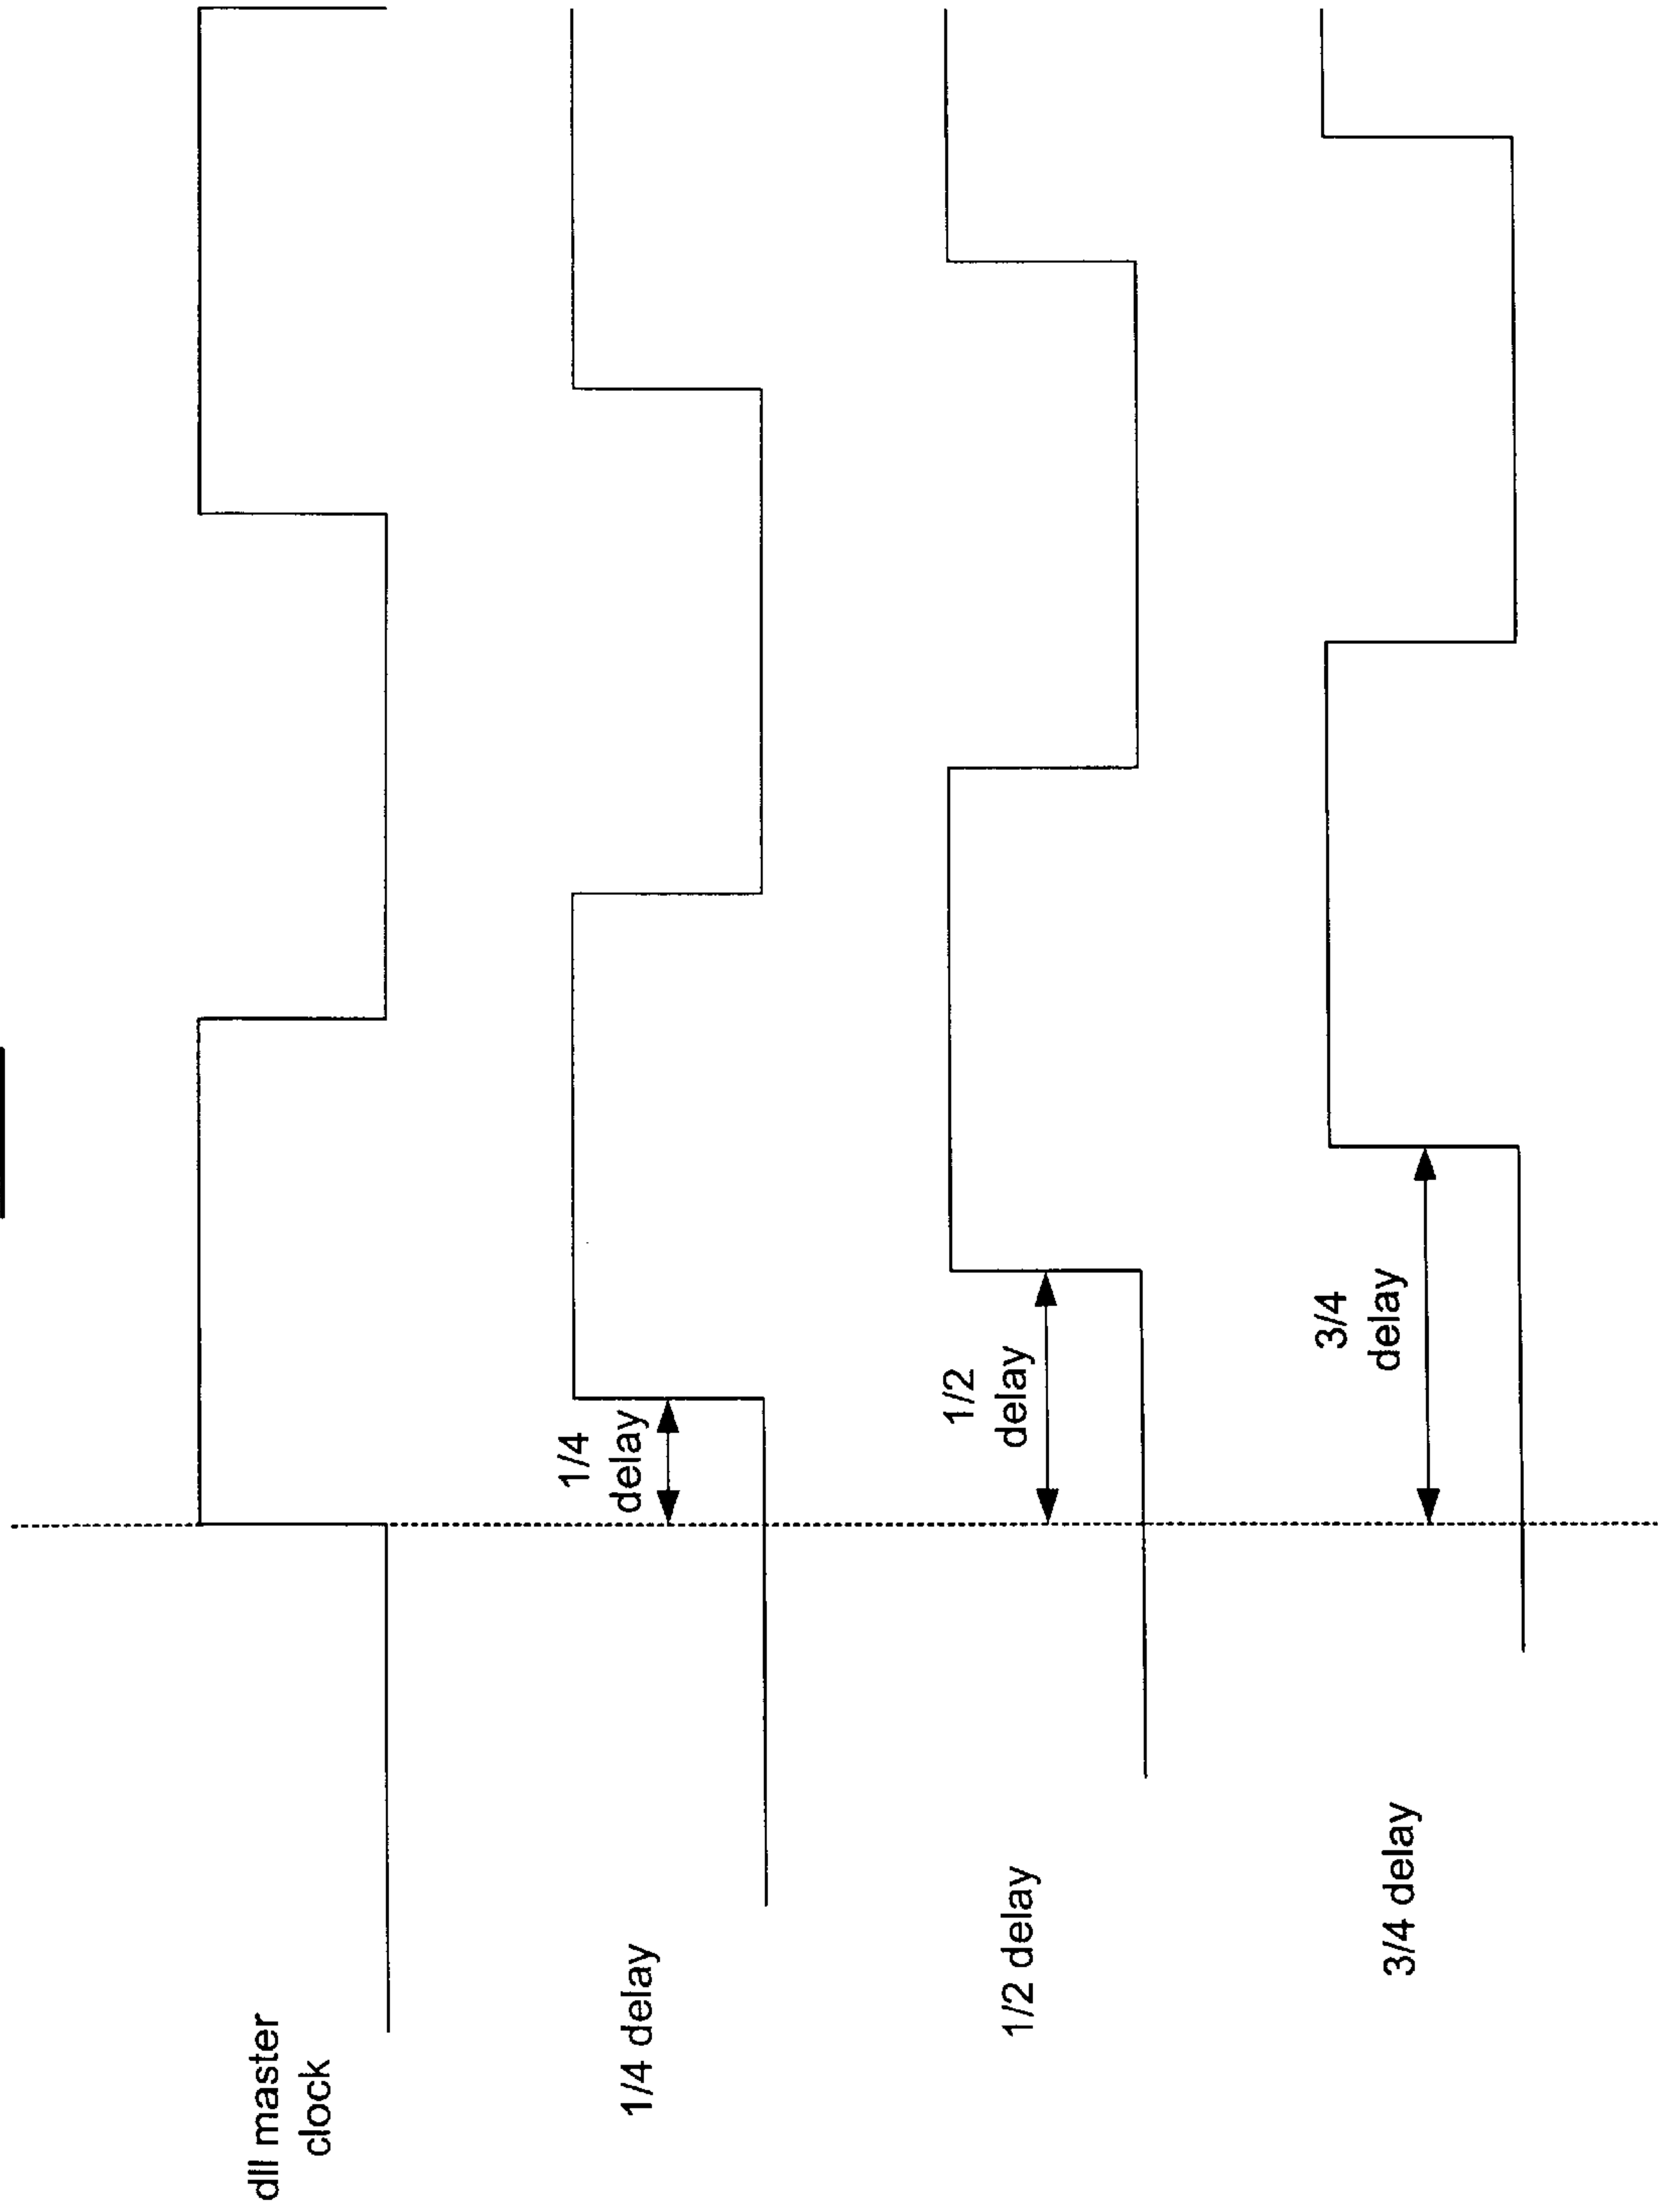 dll master
clock
1/4
delay
1/4 delay
1/2
delay
1/2 delay
3/4
delay
3/4 delay